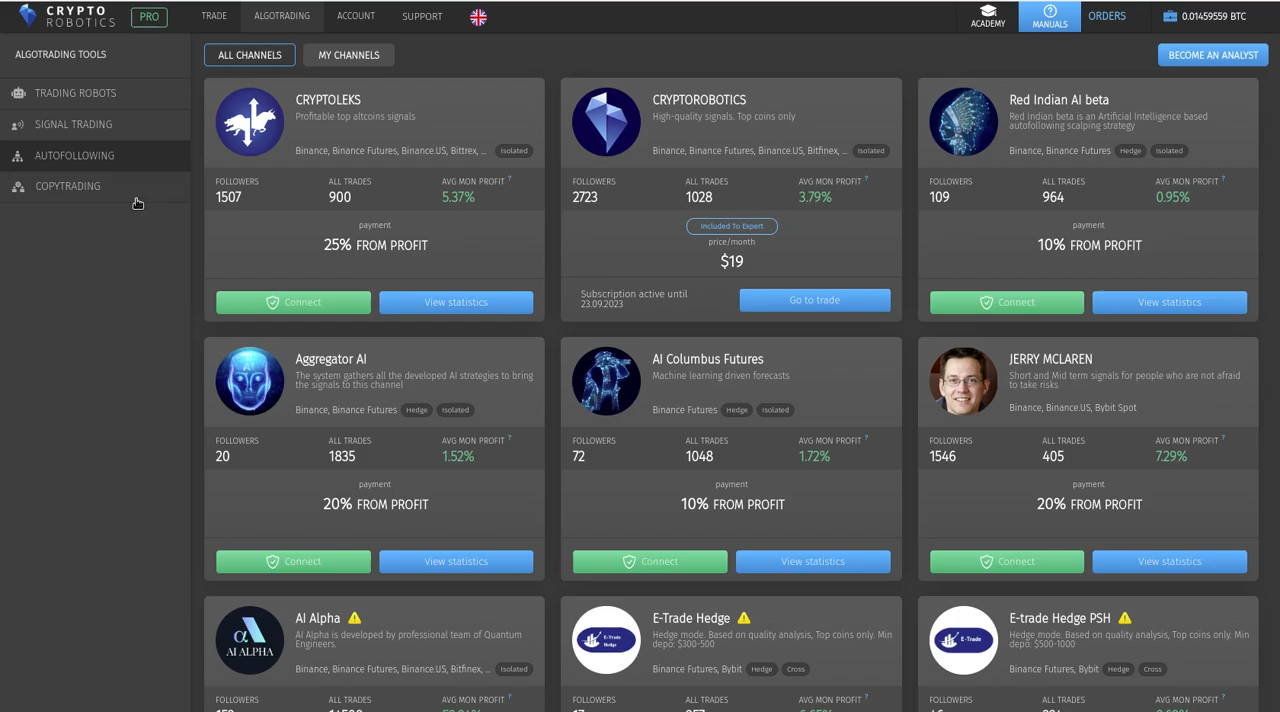 CRYPTO
ROBOTICS
PRO
TRADE
ALGOTRADING
ACCOUNT
SUPPORT
ACADEMY
MANUALS
ORDERS
0.01459559 BTC
ALGOTRADING TOOLS
TRADING ROBOTS
SIGNAL TRADING
AUTOFOLLOWING
COPYTRADING
ALL CHANNELS
MY CHANNELS
BECOME AN ANALYST
CRYPTOLEKS
Profitable top altcoins signals
Binance, Binance Futures, Binance.US, Bittrex, ...
Isolated
FOLLOWERS
ALL TRADES
AVG MON PROFIT ?
1507
900
5.37%
payment
25% FROM PROFIT
Connect
View statistics
CRYPTOROBOTICS
High-quality signals. Top coins only
Binance, Binance Futures, Binance.US, Bitfinex, ...
Isolated
FOLLOWERS
ALL TRADES
AVG MON PROFIT ?
2723
1028
3.79%
Included To Expert
price/month
$19
Subscription active until
23.09.2023
Go to trade
Red Indian AI beta
Red Indian beta is an Artificial Intelligence based
autofollowing scalping strategy
Binance, Binance Futures
Hedge
Isolated
FOLLOWERS
ALL TRADES
AVG MON PROFIT ?
109
964
0.95%
payment
10% FROM PROFIT
Connect
View statistics
Aggregator AI
The system gathers all the developed AI strategies to bring
the signals to this channel
Binance, Binance Futures
Hedge
Isolated
FOLLOWERS
ALL TRADES
AVG MON PROFIT ?
20
1835
1.52%
payment
20% FROM PROFIT
Connect
View statistics
AI Columbus Futures
Machine learning driven forecasts
Binance Futures
Hedge
Isolated
FOLLOWERS
ALL TRADES
AVG MON PROFIT ?
72
1048
1.72%
payment
10% FROM PROFIT
Connect
View statistics
JERRY MCLAREN
Short and Mid term signals for people who are not afraid
to take risks
Binance, Binance.US, Bybit Spot
FOLLOWERS
ALL TRADES
AVG MON PROFIT ?
1546
405
7.29%
payment
20% FROM PROFIT
Connect
View statistics
AI ALPHA
AI Alpha
AI Alpha is developed by professional team of Quantum
Engineers.
Binance, Binance Futures, Binance.US, Bitfinex, ...
Isolated
FOLLOWERS
ALL TRADES
AVG MON PROFIT ?
E-Trade
Hedge
E-Trade Hedge
Hedge mode. Based on quality analysis, Top coins only. Min
depo: $300-500
Binance Futures, Bybit
Hedge
Cross
FOLLOWERS
ALL TRADES
AVG MON PROFIT ?
E-Trade
E-trade Hedge PSH
Hedge mode. Based on quality analysis, Top coins only. Min
depo: $500-1000
Binance Futures, Bybit
Hedge
Cross
FOLLOWERS
ALL TRADES
AVG MON PROFIT ?